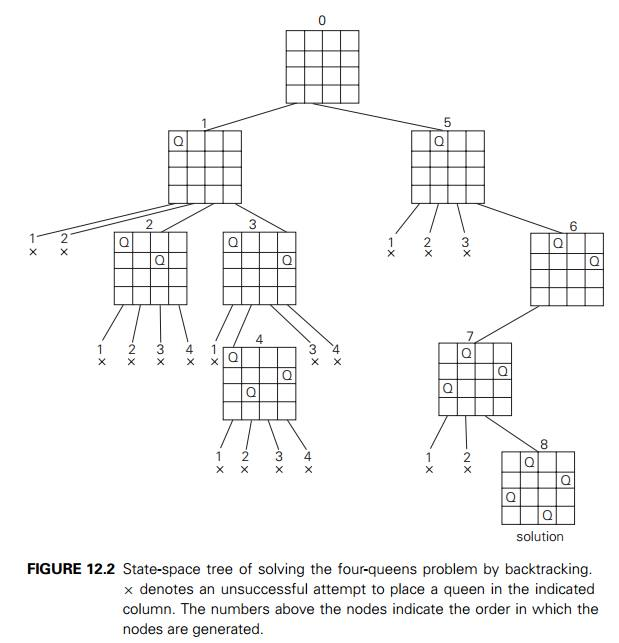 0
1
5
Q
Q
1 2
2
3
1 2 3
6
× ×
Q
Q
× × ×
Q
Q
Q
Q
7
1 2 3 4 1
4
3 4
Q
× × × × ×
Q
× ×
Q
Q
Q
Q
1 2 3 4
1 2
8
× × × ×
× ×
Q
Q
Q
Q
solution
FIGURE 12.2 State-space tree of solving the four-queens problem by backtracking.
× denotes an unsuccessful attempt to place a queen in the indicated
column. The numbers above the nodes indicate the order in which the
nodes are generated.